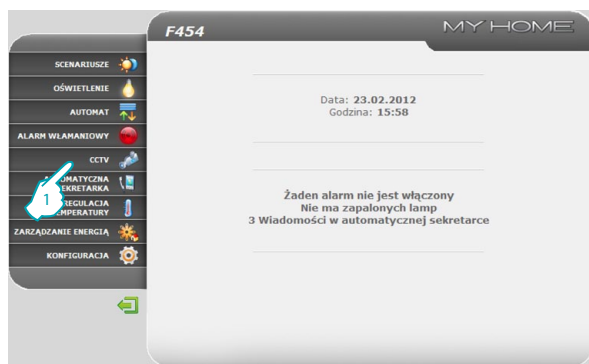 F454
MY HOME
SCENARIUSZE
OŚWIETLENIE
AUTOMAT
ALARM WŁAMANIOWY
CCTV
SEKRETARKA
REGULACJA
ZARZĄDZANIE ENERGIĄ
KONFIGURACJA
1
Data: 23.02.2012
Godzina: 15:58
Żaden alarm nie jest włączony
Nie ma zapalonych lamp
3 Wiadomości w automatycznej sekretarce